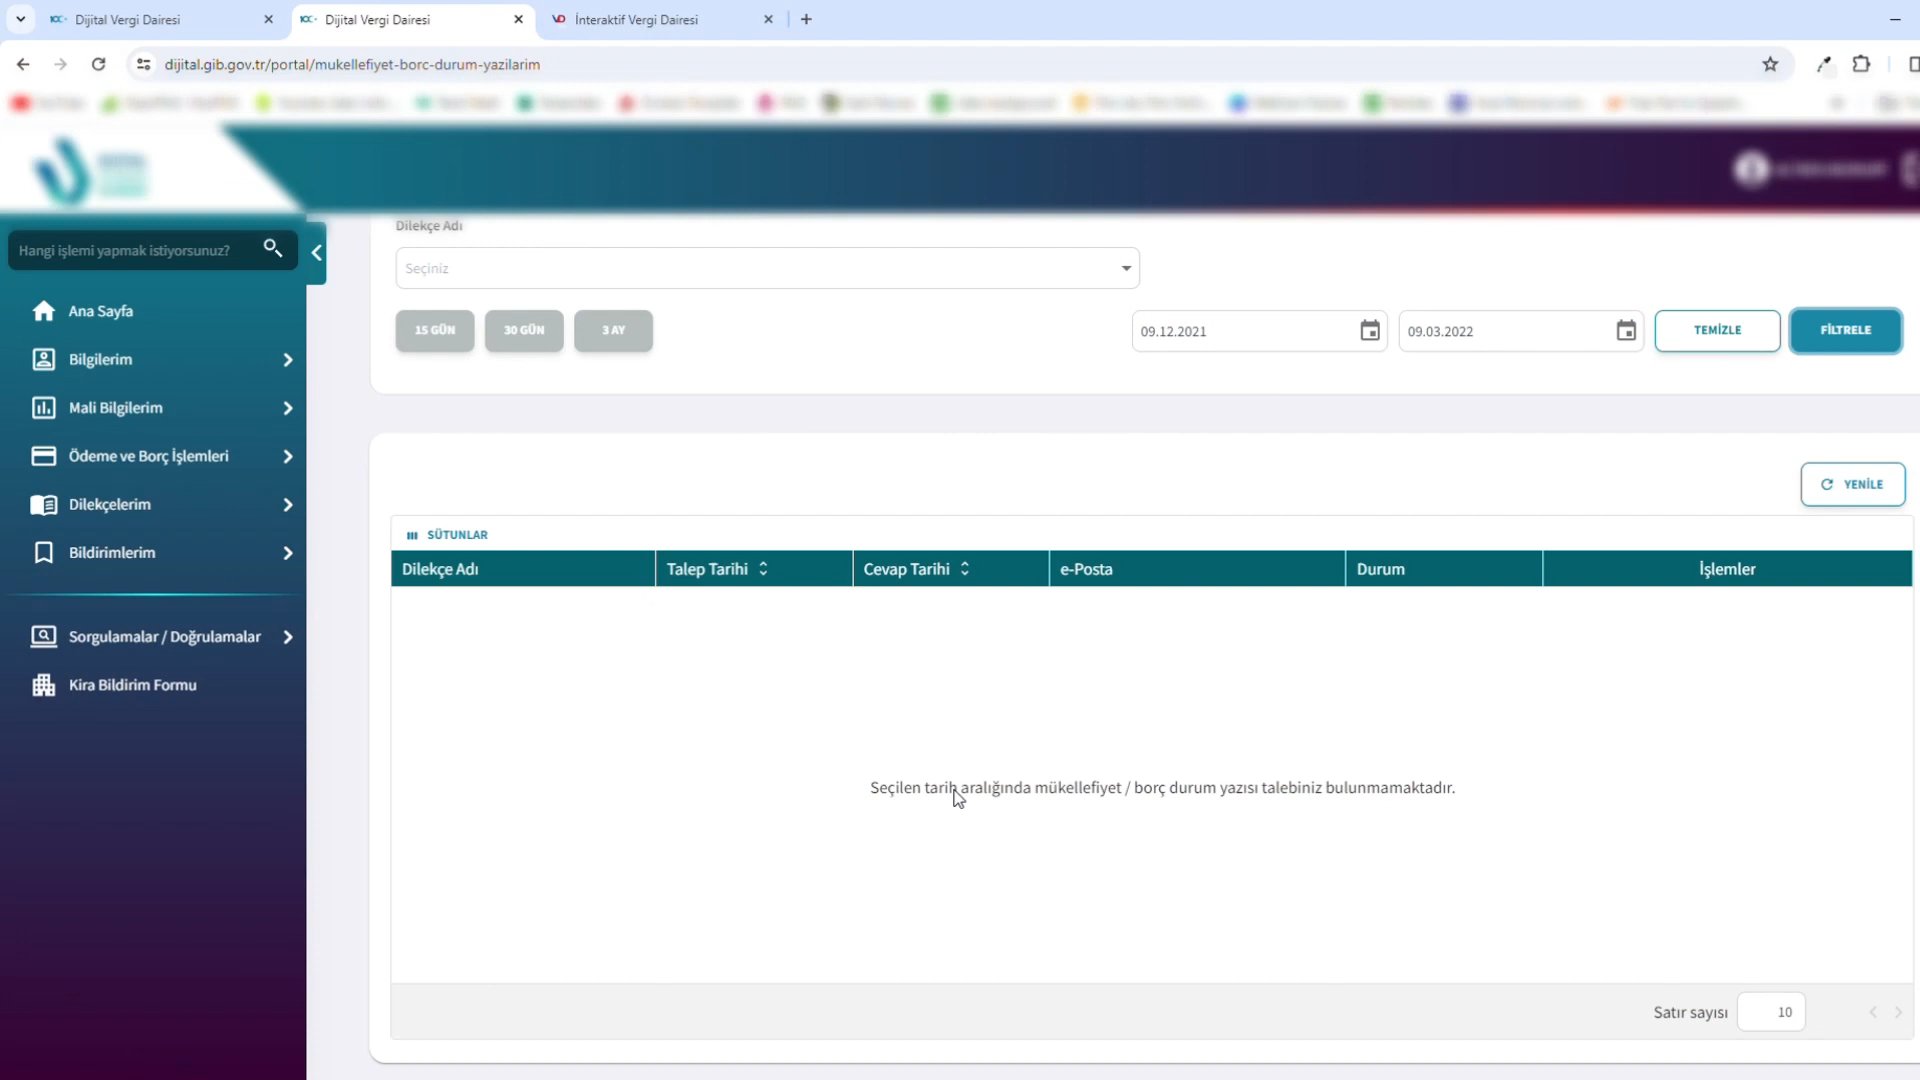 Dijital Vergi Dairesi
Dijital Vergi Dairesi
İnteraktif Vergi Dairesi
dijital.gib.gov.tr/portal/mukellefiyet-borc-durum-yazilarim
Hangi işlemi yapmak istiyorsunuz?
Ana Sayfa
Bilgilerim
Mali Bilgilerim
Ödeme ve Borç İşlemleri
Dilekçelerim
Bildirimlerim
Sorgulamalar / Doğrulamalar
Kira Bildirim Formu
Dilekçe Adı
Seçiniz
15 GÜN 30 GÜN 3 AY 09.12.2021 09.03.2022 TEMİZLE FİLTRELE
YENİLE
SÜTUNLAR
Dilekçe Adı Talep Tarihi Cevap Tarihi e-Posta Durum İşlemler
Seçilen tarih aralığında mükellefiyet / borç durum yazısı talebiniz bulunmamaktadır.
Satır sayısı 10